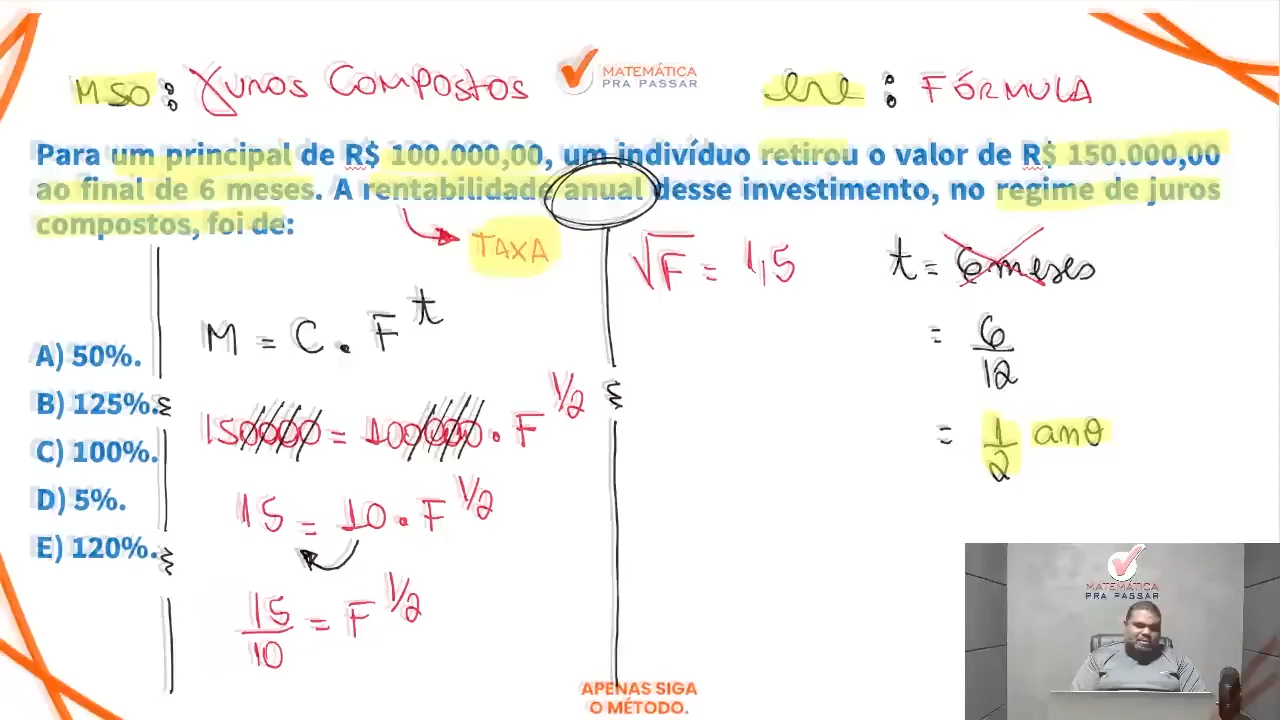 MSO: Juros Compostos
MATEMÁTICA
PRA PASSAR
: FÓRMULA
Para um principal de R$ 100.000,00, um indivíduo retirou o valor de R$ 150.000,00
ao final de 6 meses. A rentabilidade anual desse investimento, no regime de juros
compostos, foi de:
TAXA
A) 50%.
B) 125%.
C) 100%.
D) 5%.
E) 120%.
M = C . F^t
150000 = 100000 . F^1/2
15 = 10 . F^1/2
15/10 = F^1/2
√F = 1,5
t = 6 meses
= 6/12
= 1/2 ano
MATEMÁTICA
PRA PASSAR
APENAS SIGA
O MÉTODO.